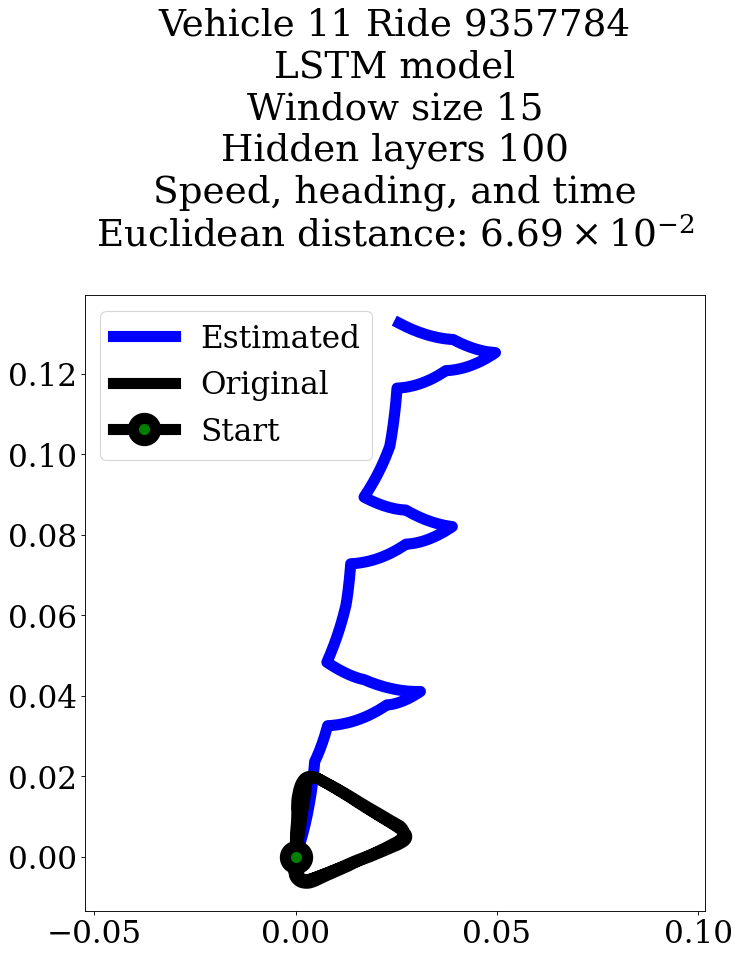 Vehicle 11 Ride 9357784
LSTM model
Window size 15
Hidden layers 100
Speed, heading, and time
Euclidean distance: 6.69 × 10⁻²
Estimated
Original
Start
0.12
0.10
0.08
0.06
0.04
0.02
0.00
−0.05 0.00 0.05 0.10